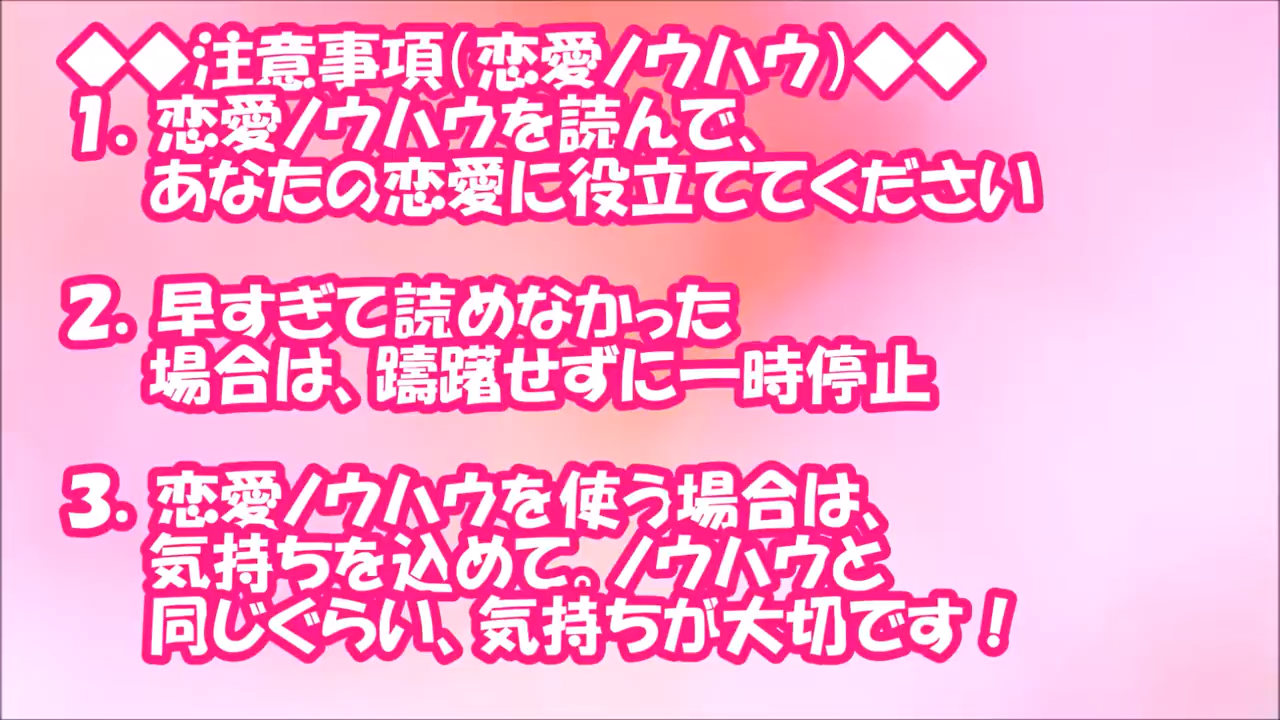 ◆◆注意事項(恋愛ノウハウ)◆◆
1. 恋愛ノウハウを読んで、
あなたの恋愛に役立ててください
2. 早すぎて読めなかった
場合は、躊躇せずに一時停止
3. 恋愛ノウハウを使う場合は、
気持ちを込めて。ノウハウと
同じぐらい、気持ちが大切です!